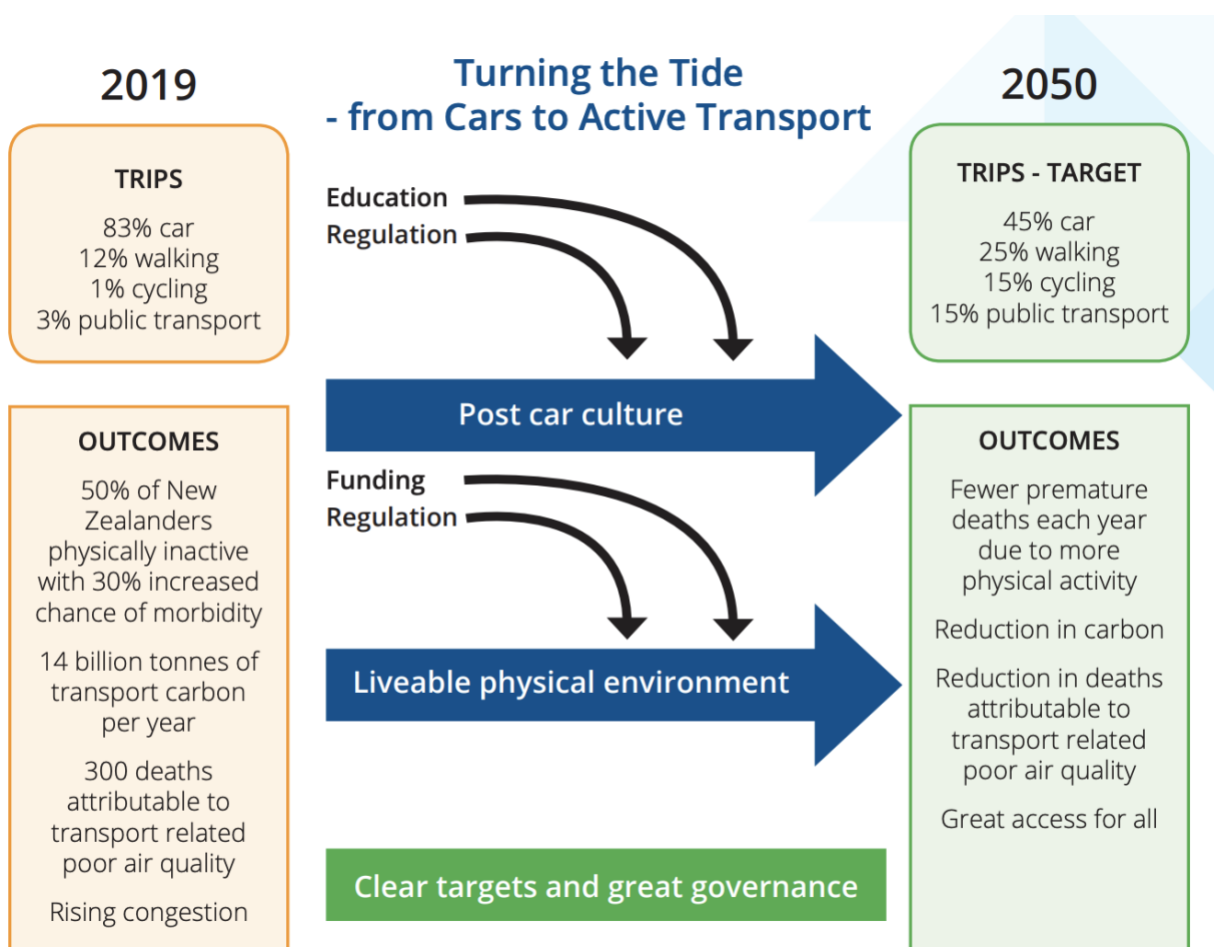 2019
TRIPS
83% car
12% walking
1% cycling
3% public transport
OUTCOMES
50% of New
Zealanders
physically inactive
with 30% increased
chance of morbidity
14 billion tonnes of
transport carbon
per year
300 deaths
attributable to
transport related
poor air quality
Rising congestion
Turning the Tide
- from Cars to Active Transport
Education
Regulation
Post car culture
Funding
Regulation
Liveable physical environment
Clear targets and great governance
2050
TRIPS - TARGET
45% car
25% walking
15% cycling
15% public transport
OUTCOMES
Fewer premature
deaths each year
due to more
physical activity
Reduction in carbon
Reduction in deaths
attributable to
transport related
poor air quality
Great access for all